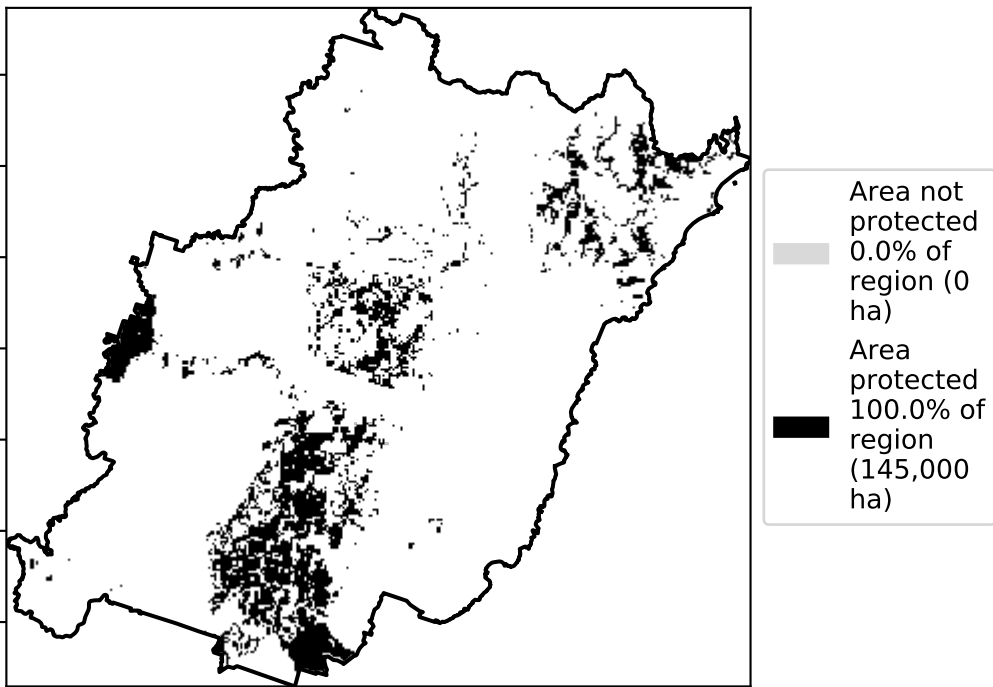 Area not
protected
0.0% of
region (0
ha)
Area
protected
100.0% of
region
(145,000
ha)